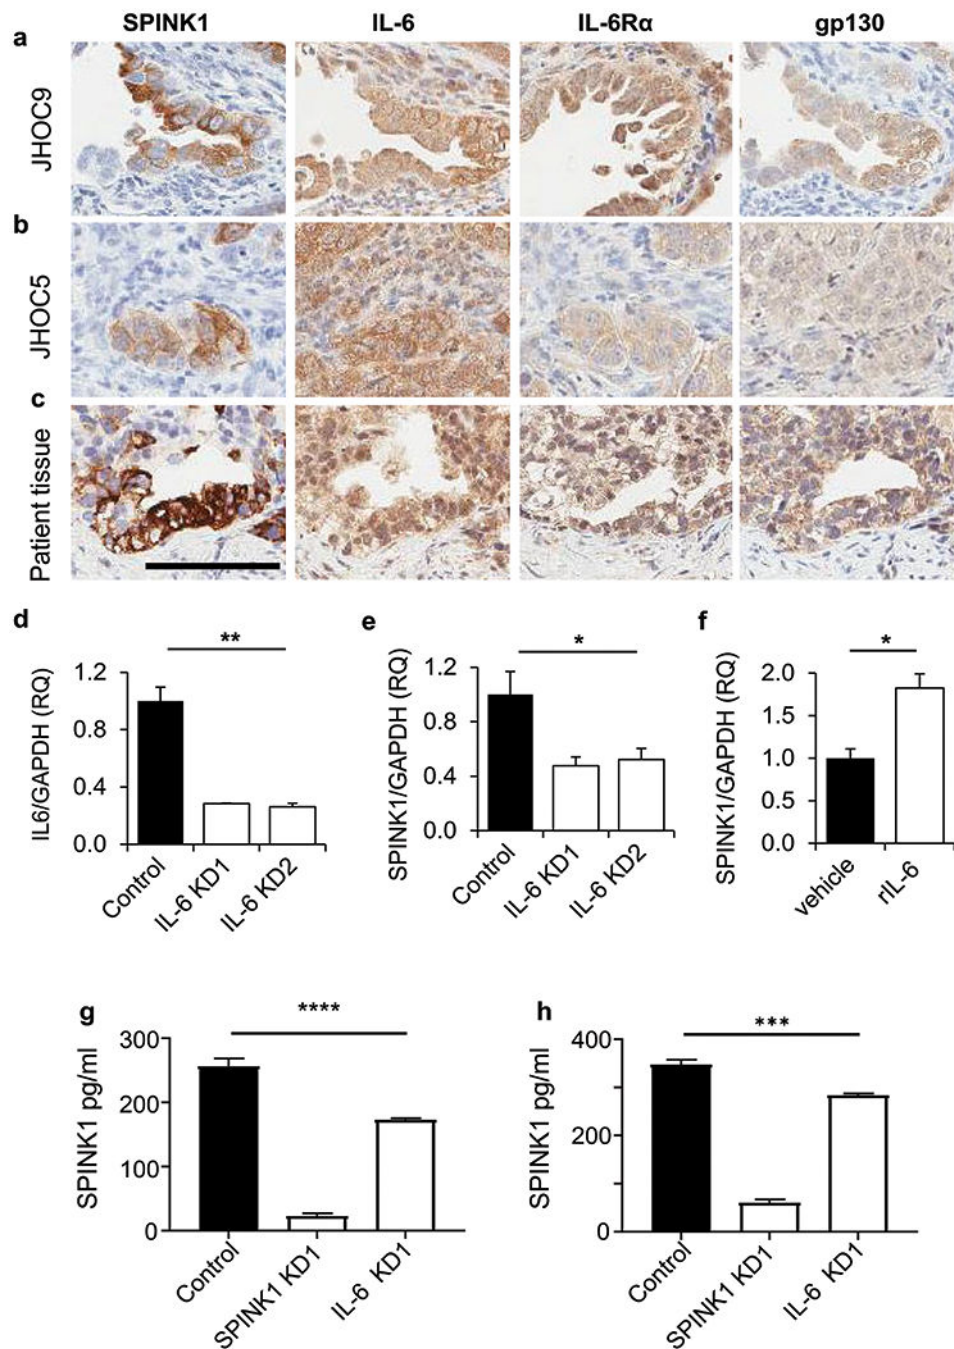 SPINK1 IL-6 IL-6Rα gp130
a
JHOC9
b
JHOC5
c
Patient tissue
d
**
IL6/GAPDH (RQ)
1.2
0.8
0.4
0.0
Control
IL-6 KD1
IL-6 KD2
e
*
SPINK1/GAPDH (RQ)
1.2
0.8
0.4
0.0
Control
IL-6 KD1
IL-6 KD2
f
*
SPINK1/GAPDH (RQ)
2.0
1.5
1.0
0.5
0.0
vehicle
rIL-6
g
****
SPINK1 pg/ml
300
200
100
0
Control
SPINK1 KD1
IL-6 KD1
h
***
SPINK1 pg/ml
400
200
0
Control
SPINK1 KD1
IL-6 KD1